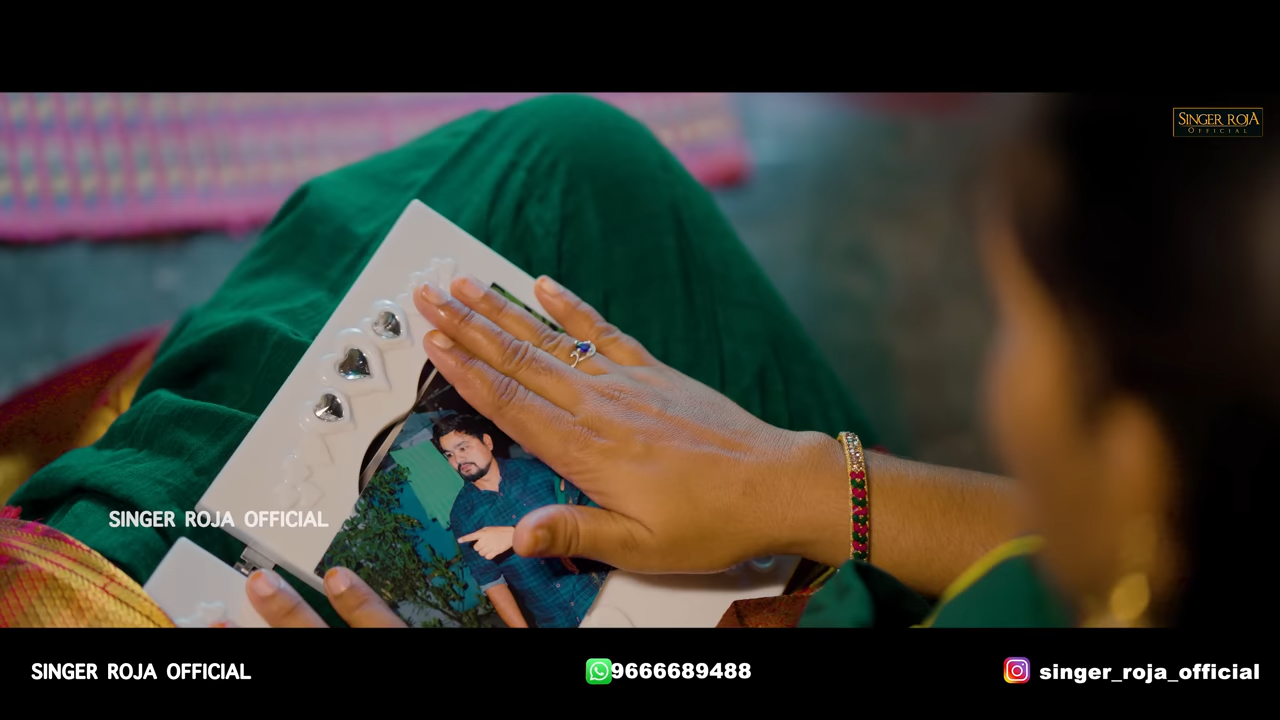 SINGER ROJA
OFFICIAL
SINGER ROJA OFFICIAL
SINGER ROJA OFFICIAL
9666689488
singer_roja_official